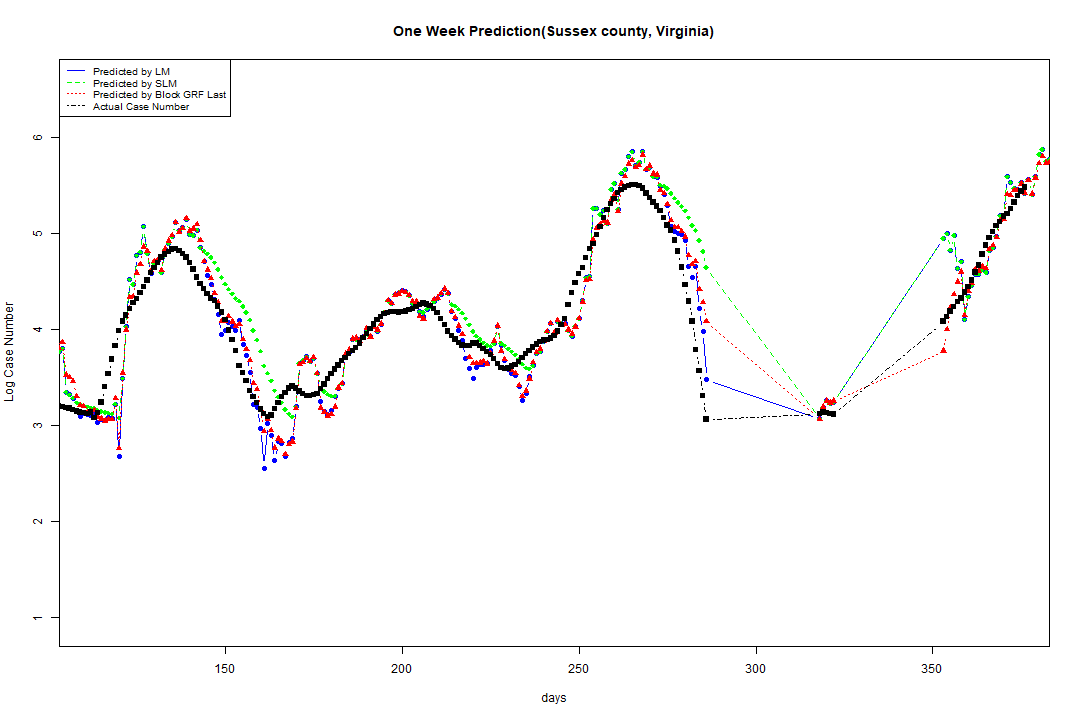 One Week Prediction(Sussex county, Virginia)
Predicted by LM
Predicted by SLM
Predicted by Block GRF Last
Actual Case Number
6
5
4
3
2
1
Log Case Number
150
200
250
300
350
days